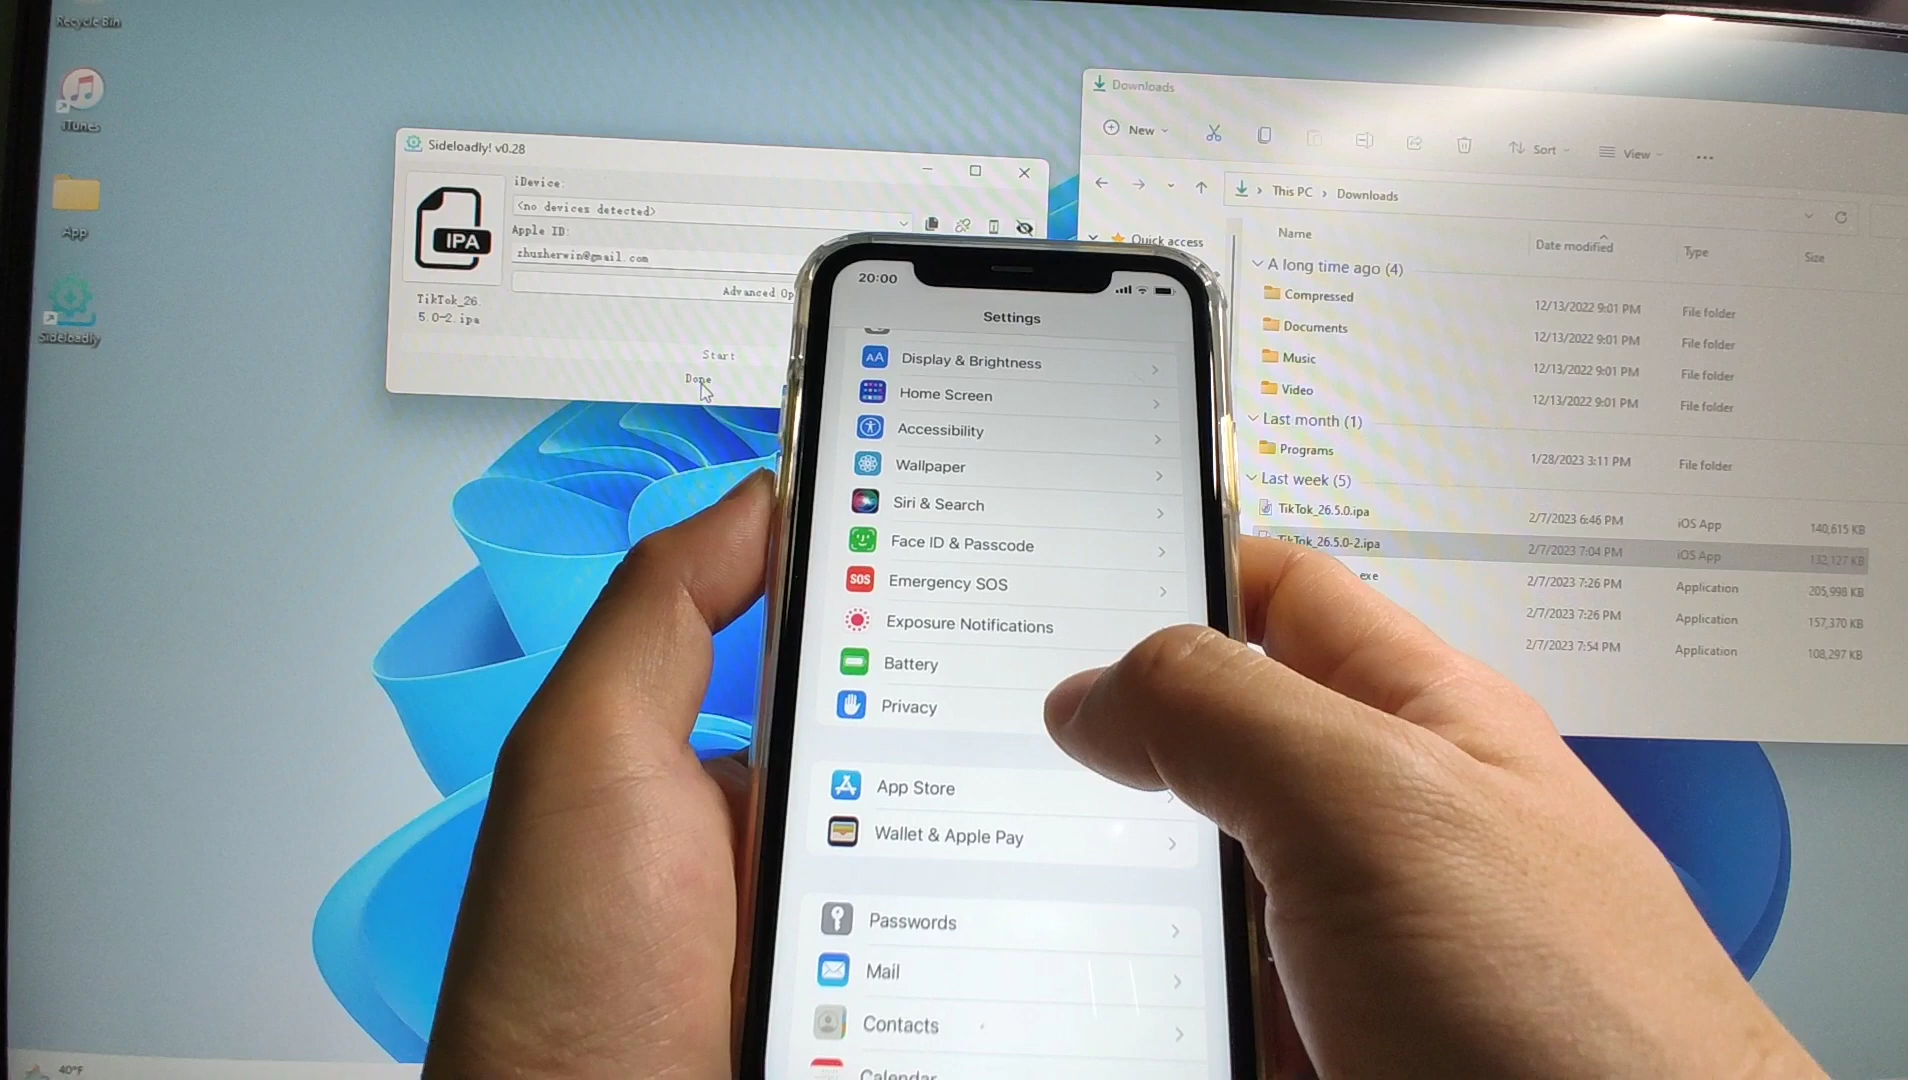 Recycle Bin
iTunes
App
Sideloadly
40°F
Sideloadly! v0.28
iDevice:
<no devices detected>
Apple ID:
zhusherwin@gmail.com
Advanced Op
IPA
TikTok_26.
5.0-2.ipa
Start
Done
20:00
Settings
AA Display & Brightness
Home Screen
Accessibility
Wallpaper
Siri & Search
Face ID & Passcode
SOS Emergency SOS
Exposure Notifications
Battery
Privacy
App Store
Wallet & Apple Pay
Passwords
Mail
Contacts
Calendar
Downloads
New Sort View ...
This PC > Downloads
Quick access
Name Date modified Type Size
A long time ago (4)
Compressed 12/13/2022 9:01 PM File folder
Documents 12/13/2022 9:01 PM File folder
Music 12/13/2022 9:01 PM File folder
Video 12/13/2022 9:01 PM File folder
Last month (1)
Programs 1/28/2023 3:11 PM File folder
Last week (5)
TikTok_26.5.0.ipa 2/7/2023 6:46 PM iOS App 140,615 KB
TikTok_26.5.0-2.ipa 2/7/2023 7:04 PM iOS App 132,127 KB
exe 2/7/2023 7:26 PM Application 205,998 KB
2/7/2023 7:26 PM Application 157,370 KB
2/7/2023 7:54 PM Application 108,297 KB